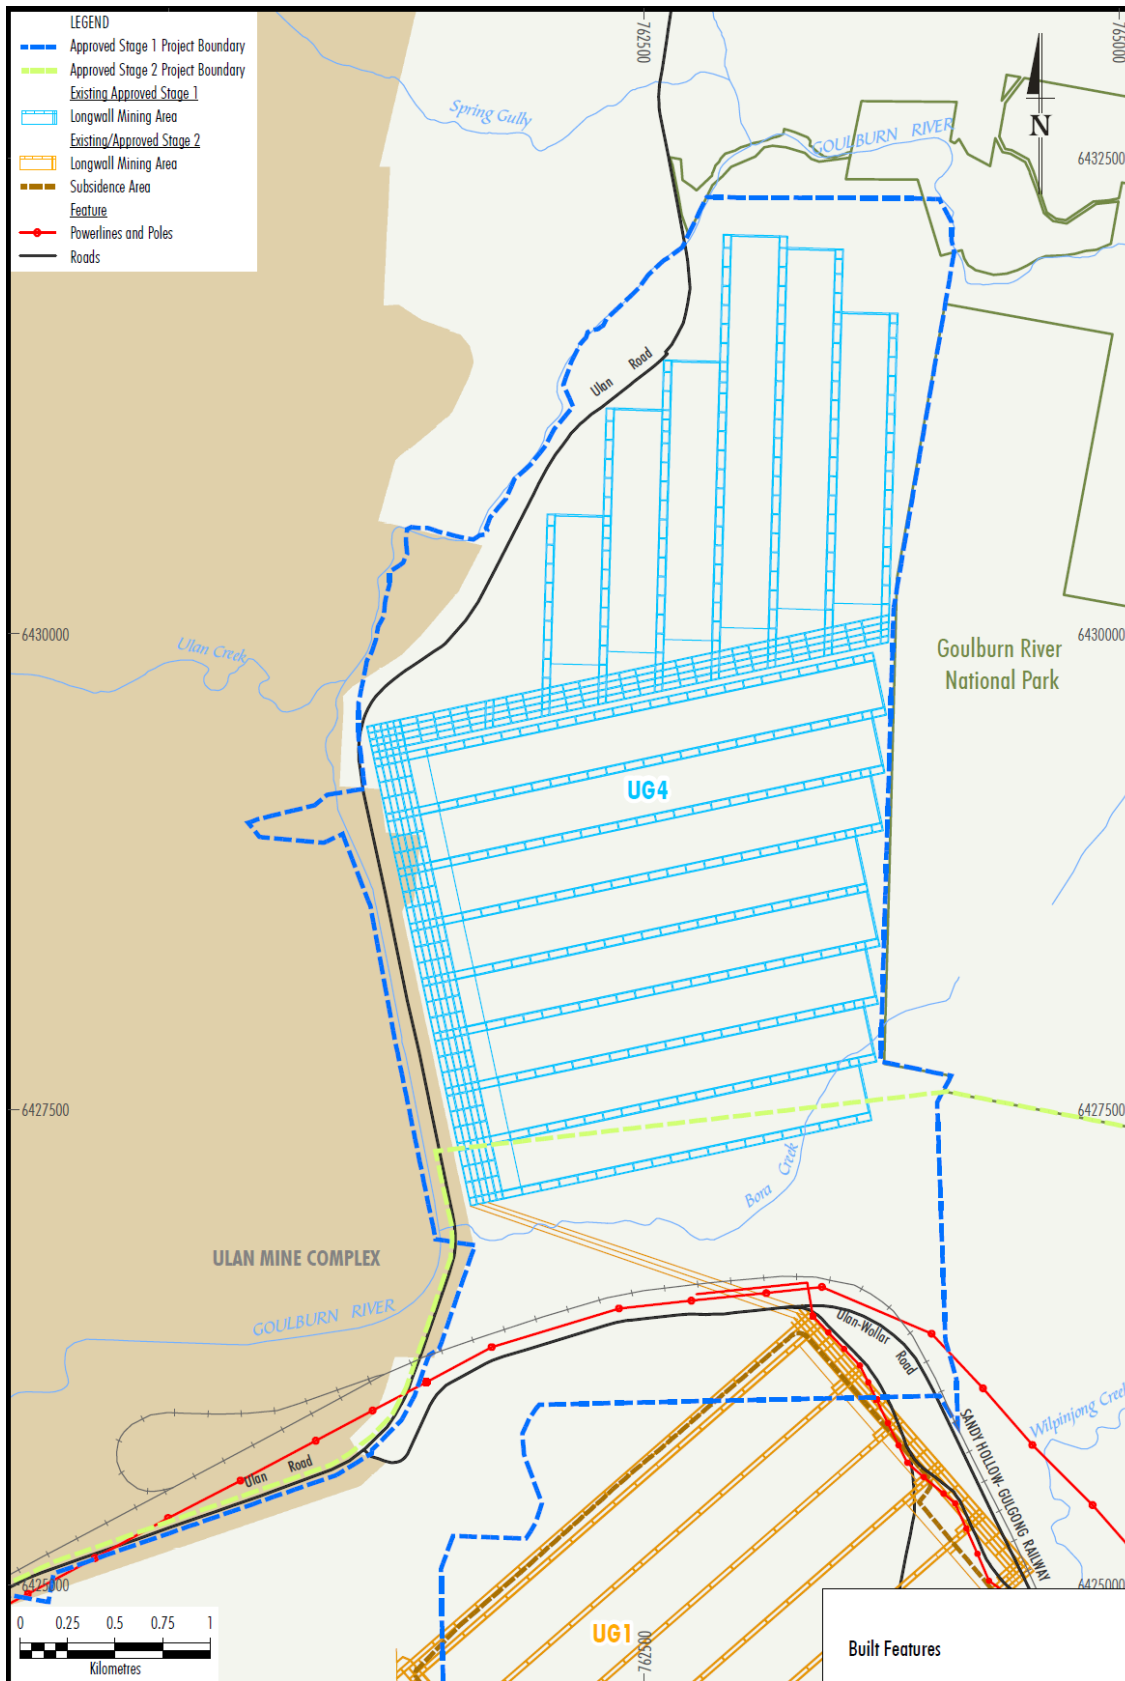 LEGEND
Approved Stage 1 Project Boundary
Approved Stage 2 Project Boundary
Existing Approved Stage 1
Longwall Mining Area
Existing/Approved Stage 2
Longwall Mining Area
Subsidence Area
Feature
Powerlines and Poles
Roads
762500
765000
Spring Gully
GOULBURN RIVER
N
6432500
Ulan Road
6430000
6430000
Ulan Creek
Goulburn River
National Park
UG4
6427500
6427500
Bora Creek
ULAN MINE COMPLEX
GOULBURN RIVER
Ulan-Wollar Road
Wilpinjong Creek
SANDY HOLLOW- GULGONG RAILWAY
Ulan Road
6425000
6425000
0 0.25 0.5 0.75 1
Kilometres
UG1
762500
Built Features